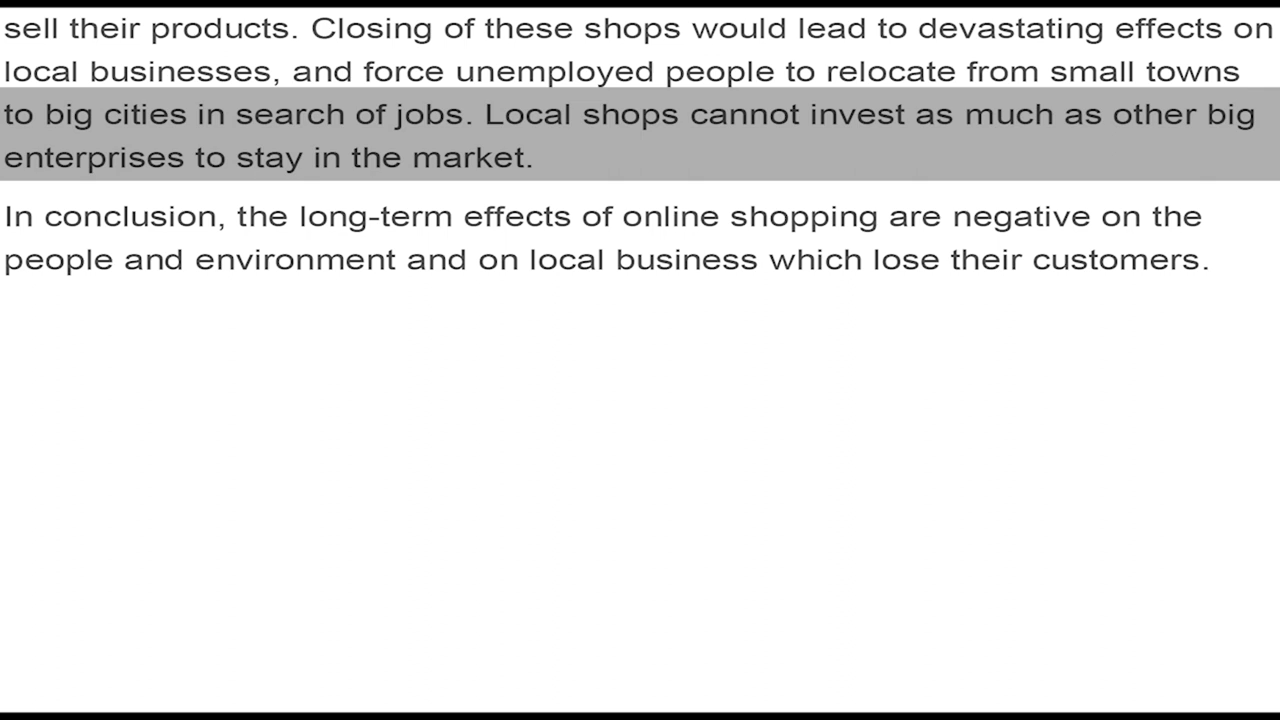 sell their products. Closing of these shops would lead to devastating effects on
local businesses, and force unemployed people to relocate from small towns
to big cities in search of jobs. Local shops cannot invest as much as other big
enterprises to stay in the market.
In conclusion, the long-term effects of online shopping are negative on the
people and environment and on local business which lose their customers.